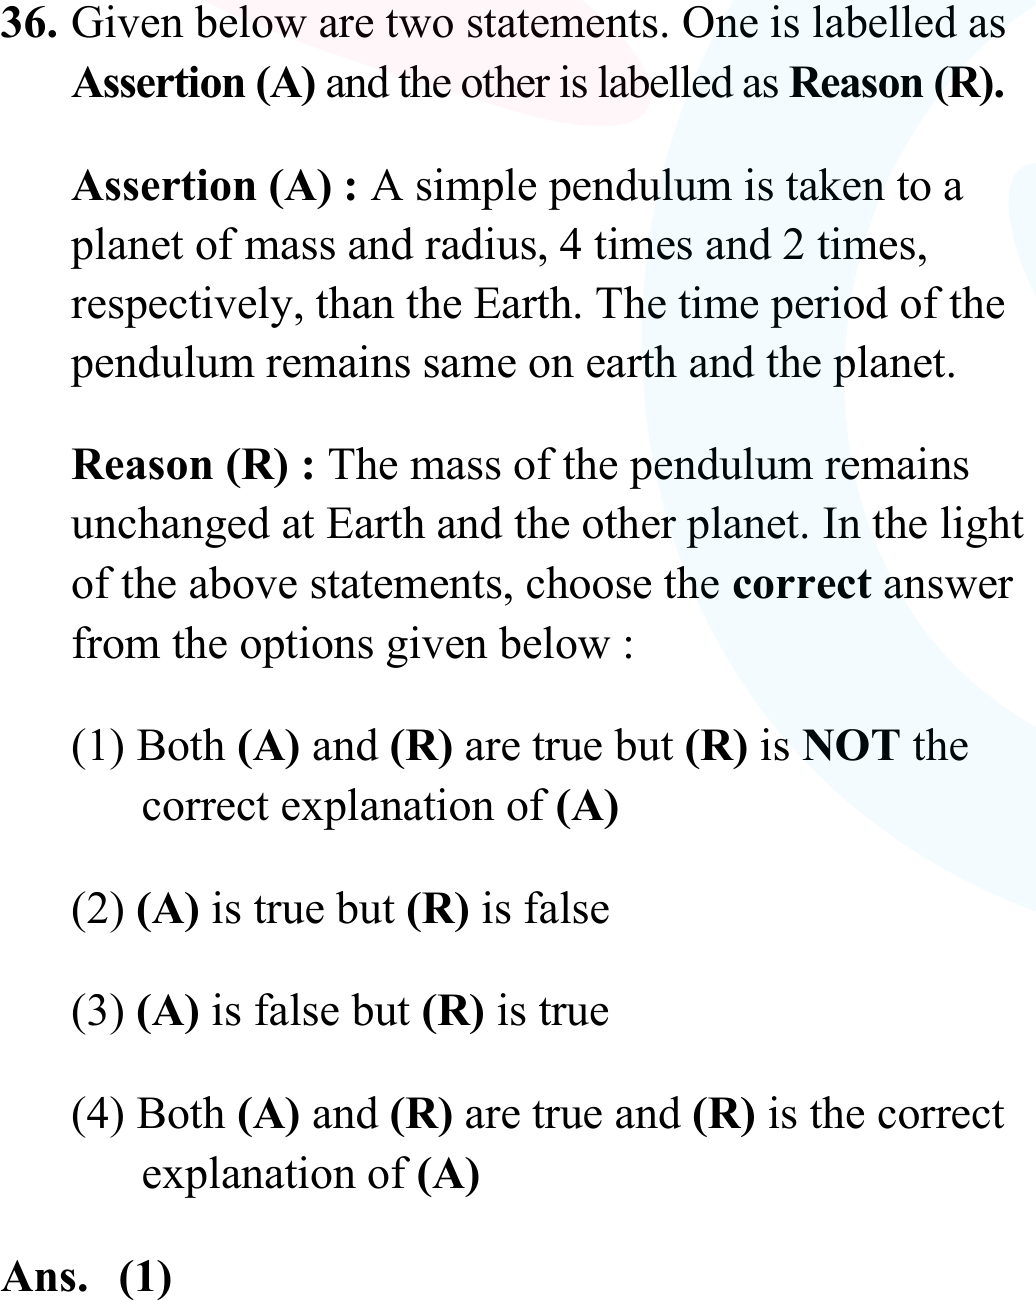 36. Given below are two statements. One is labelled as
Assertion (A) and the other is labelled as Reason (R).
Assertion (A) : A simple pendulum is taken to a
planet of mass and radius, 4 times and 2 times,
respectively, than the Earth. The time period of the
pendulum remains same on earth and the planet.
Reason (R) : The mass of the pendulum remains
unchanged at Earth and the other planet. In the light
of the above statements, choose the correct answer
from the options given below :
(1) Both (A) and (R) are true but (R) is NOT the
correct explanation of (A)
(2) (A) is true but (R) is false
(3) (A) is false but (R) is true
(4) Both (A) and (R) are true and (R) is the correct
explanation of (A)
Ans. (1)